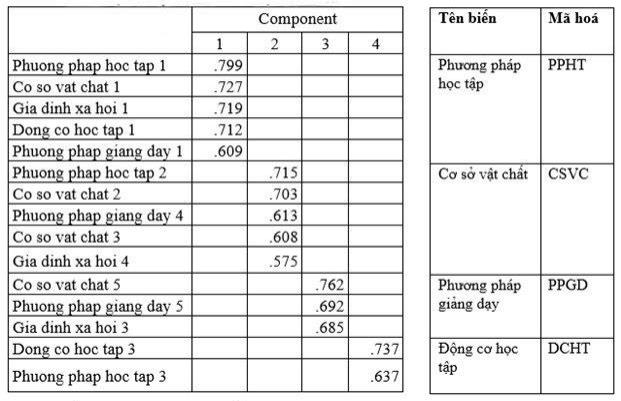 Component
1 2 3 4
Phuong phap hoc tap 1 .799
Co so vat chat 1 .727
Gia dinh xa hoi 1 .719
Dong co hoc tap 1 .712
Phuong phap giang day 1 .609
Phuong phap hoc tap 2 .715
Co so vat chat 2 .703
Phuong phap giang day 4 .613
Co so vat chat 3 .608
Gia dinh xa hoi 4 .575
Co so vat chat 5 .762
Phuong phap giang day 5 .692
Gia dinh xa hoi 3 .685
Dong co hoc tap 3 .737
Phuong phap hoc tap 3 .637
Tên biến Mã hoá
Phương pháp PPHT
học tập
Cơ sở vật chất CSVC
Phương pháp PPGD
giảng dạy
Động cơ học DCHT
tập